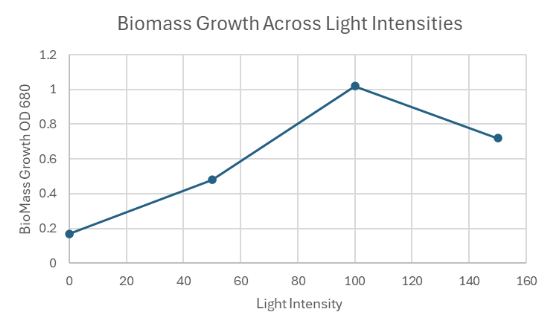 Biomass Growth Across Light Intensities
BioMass Growth OD 680
1.2
1
0.8
0.6
0.4
0.2
0
0 20 40 60 80 100 120 140 160
Light Intensity